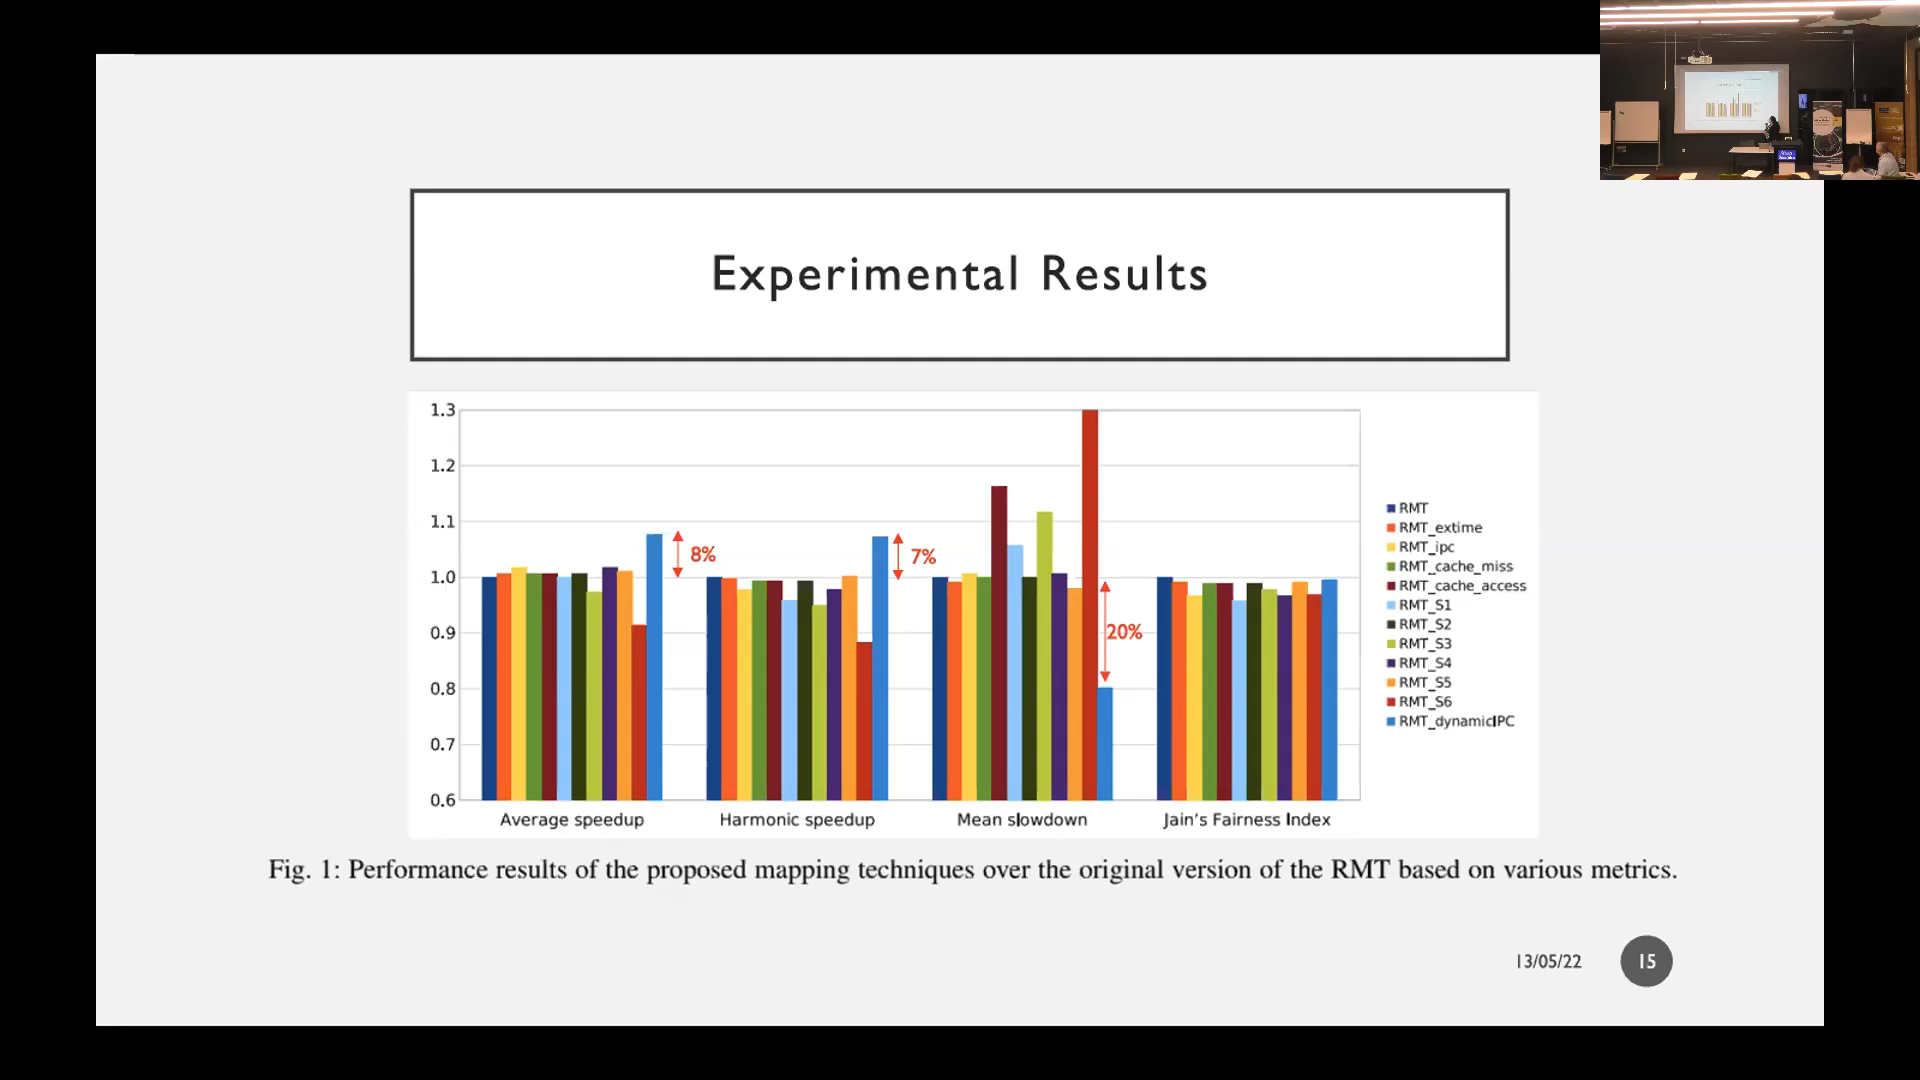 Experimental Results
1.3
1.2
1.1
1.0
0.9
0.8
0.7
0.6
8%
7%
20%
Average speedup
Harmonic speedup
Mean slowdown
Jain's Fairness Index
RMT
RMT_extime
RMT_ipc
RMT_cache_miss
RMT_cache_access
RMT_S1
RMT_S2
RMT_S3
RMT_S4
RMT_S5
RMT_S6
RMT_dynamicIPC
Fig. 1: Performance results of the proposed mapping techniques over the original version of the RMT based on various metrics.
13/05/22
15